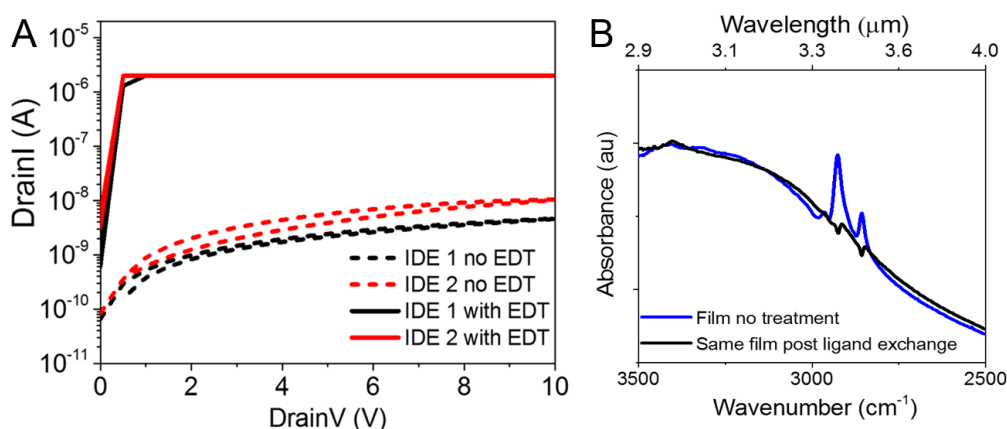 A
DrainI (A)
10⁻⁵
10⁻⁶
10⁻⁷
10⁻⁸
10⁻⁹
10⁻¹⁰
10⁻¹¹
0 2 4 6 8 10
DrainV (V)
IDE 1 no EDT
IDE 2 no EDT
IDE 1 with EDT
IDE 2 with EDT
B
Wavelength (μm)
2.9 3.1 3.3 3.6 4.0
Absorbance (au)
Film no treatment
Same film post ligand exchange
3500 3000 2500
Wavenumber (cm⁻¹)